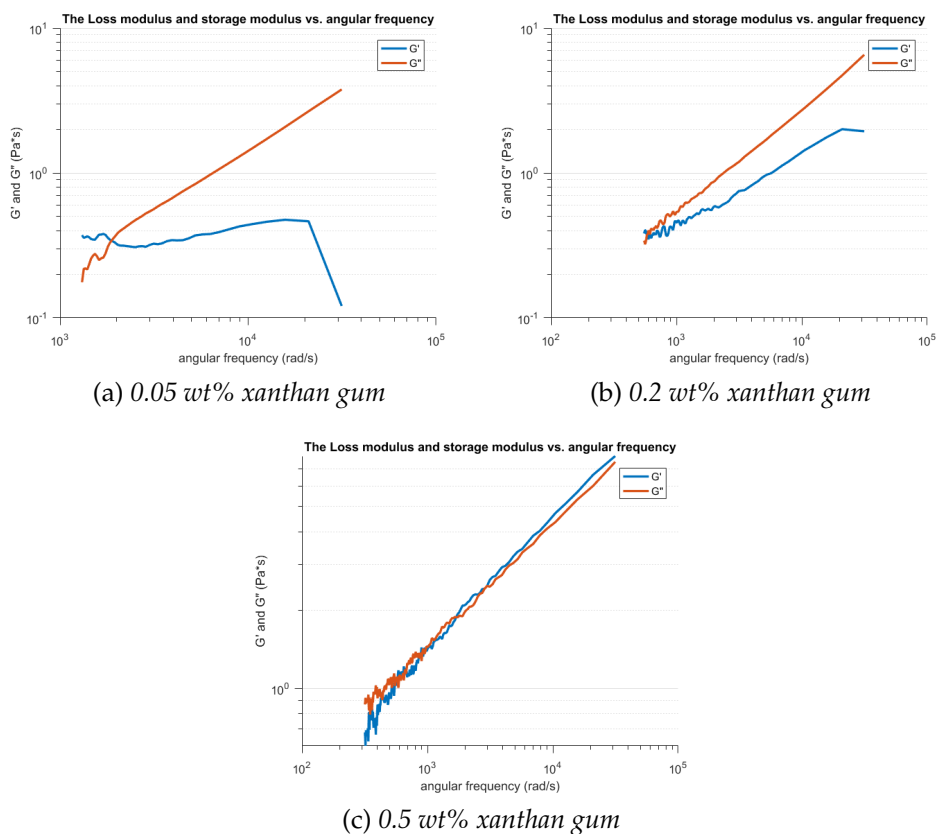 The Loss modulus and storage modulus vs. angular frequency
10^1
G'
G"
10^0
G' and G" (Pa*s)
10^-1
10^3
10^4
10^5
angular frequency (rad/s)
(a) 0.05 wt% xanthan gum
The Loss modulus and storage modulus vs. angular frequency
10^1
G'
G"
10^0
G' and G" (Pa*s)
10^-1
10^2
10^3
10^4
10^5
angular frequency (rad/s)
(b) 0.2 wt% xanthan gum
The Loss modulus and storage modulus vs. angular frequency
G'
G"
G' and G" (Pa*s)
10^0
10^2
10^3
10^4
10^5
angular frequency (rad/s)
(c) 0.5 wt% xanthan gum